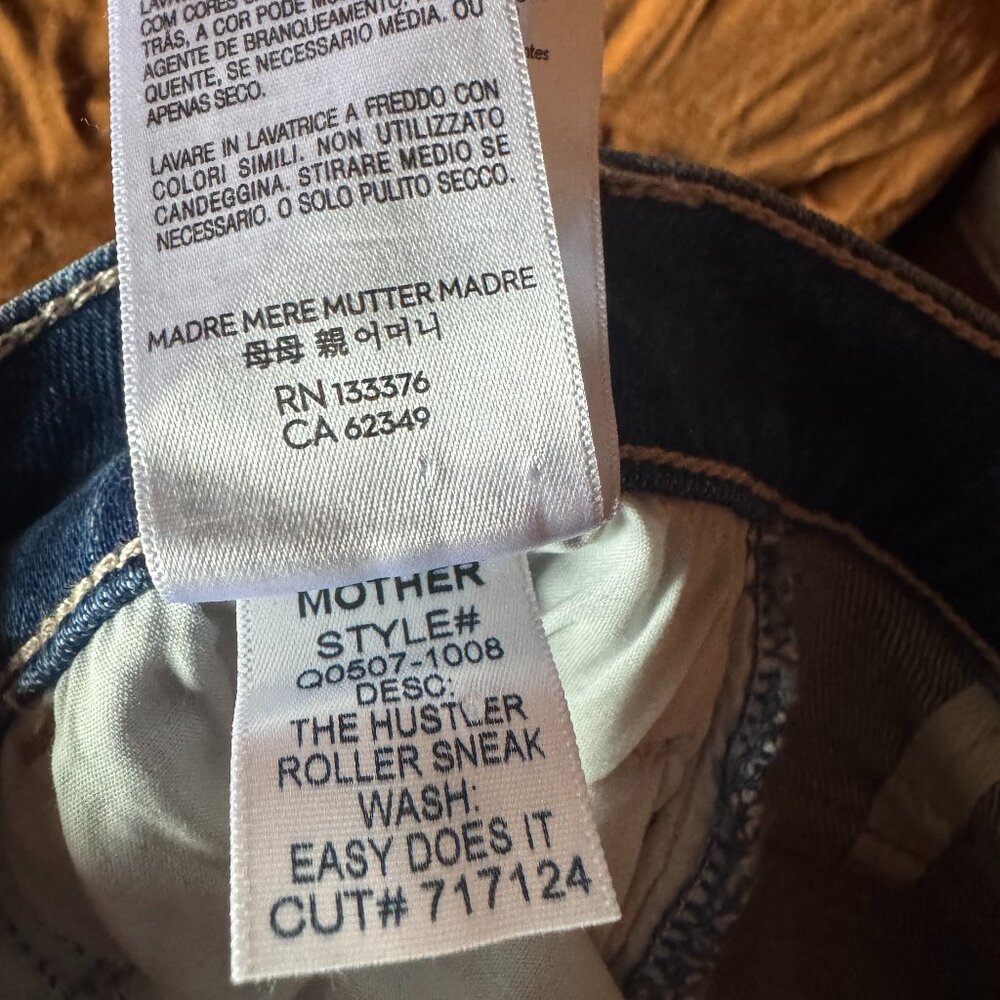 COM CORES
TRÁS, A COR PODE
AGENTE DE BRANQUEAMENTO.
QUENTE, SE NECESSARIO MÉDIA. OU
APENAS SECO.
LAVARE IN LAVATRICE A FREDDO CON
COLORI SIMILI. NON UTILIZZATO
CANDEGGINA. STIRARE MEDIO SE
NECESSARIO. O SOLO PULITO SECCO.
MADRE MERE MUTTER MADRE
母母 親 어머니
RN 133376
CA 62349
MOTHER
STYLE#
Q0507-1008
DESC:
THE HUSTLER
ROLLER SNEAK
WASH:
EASY DOES IT
CUT# 717124